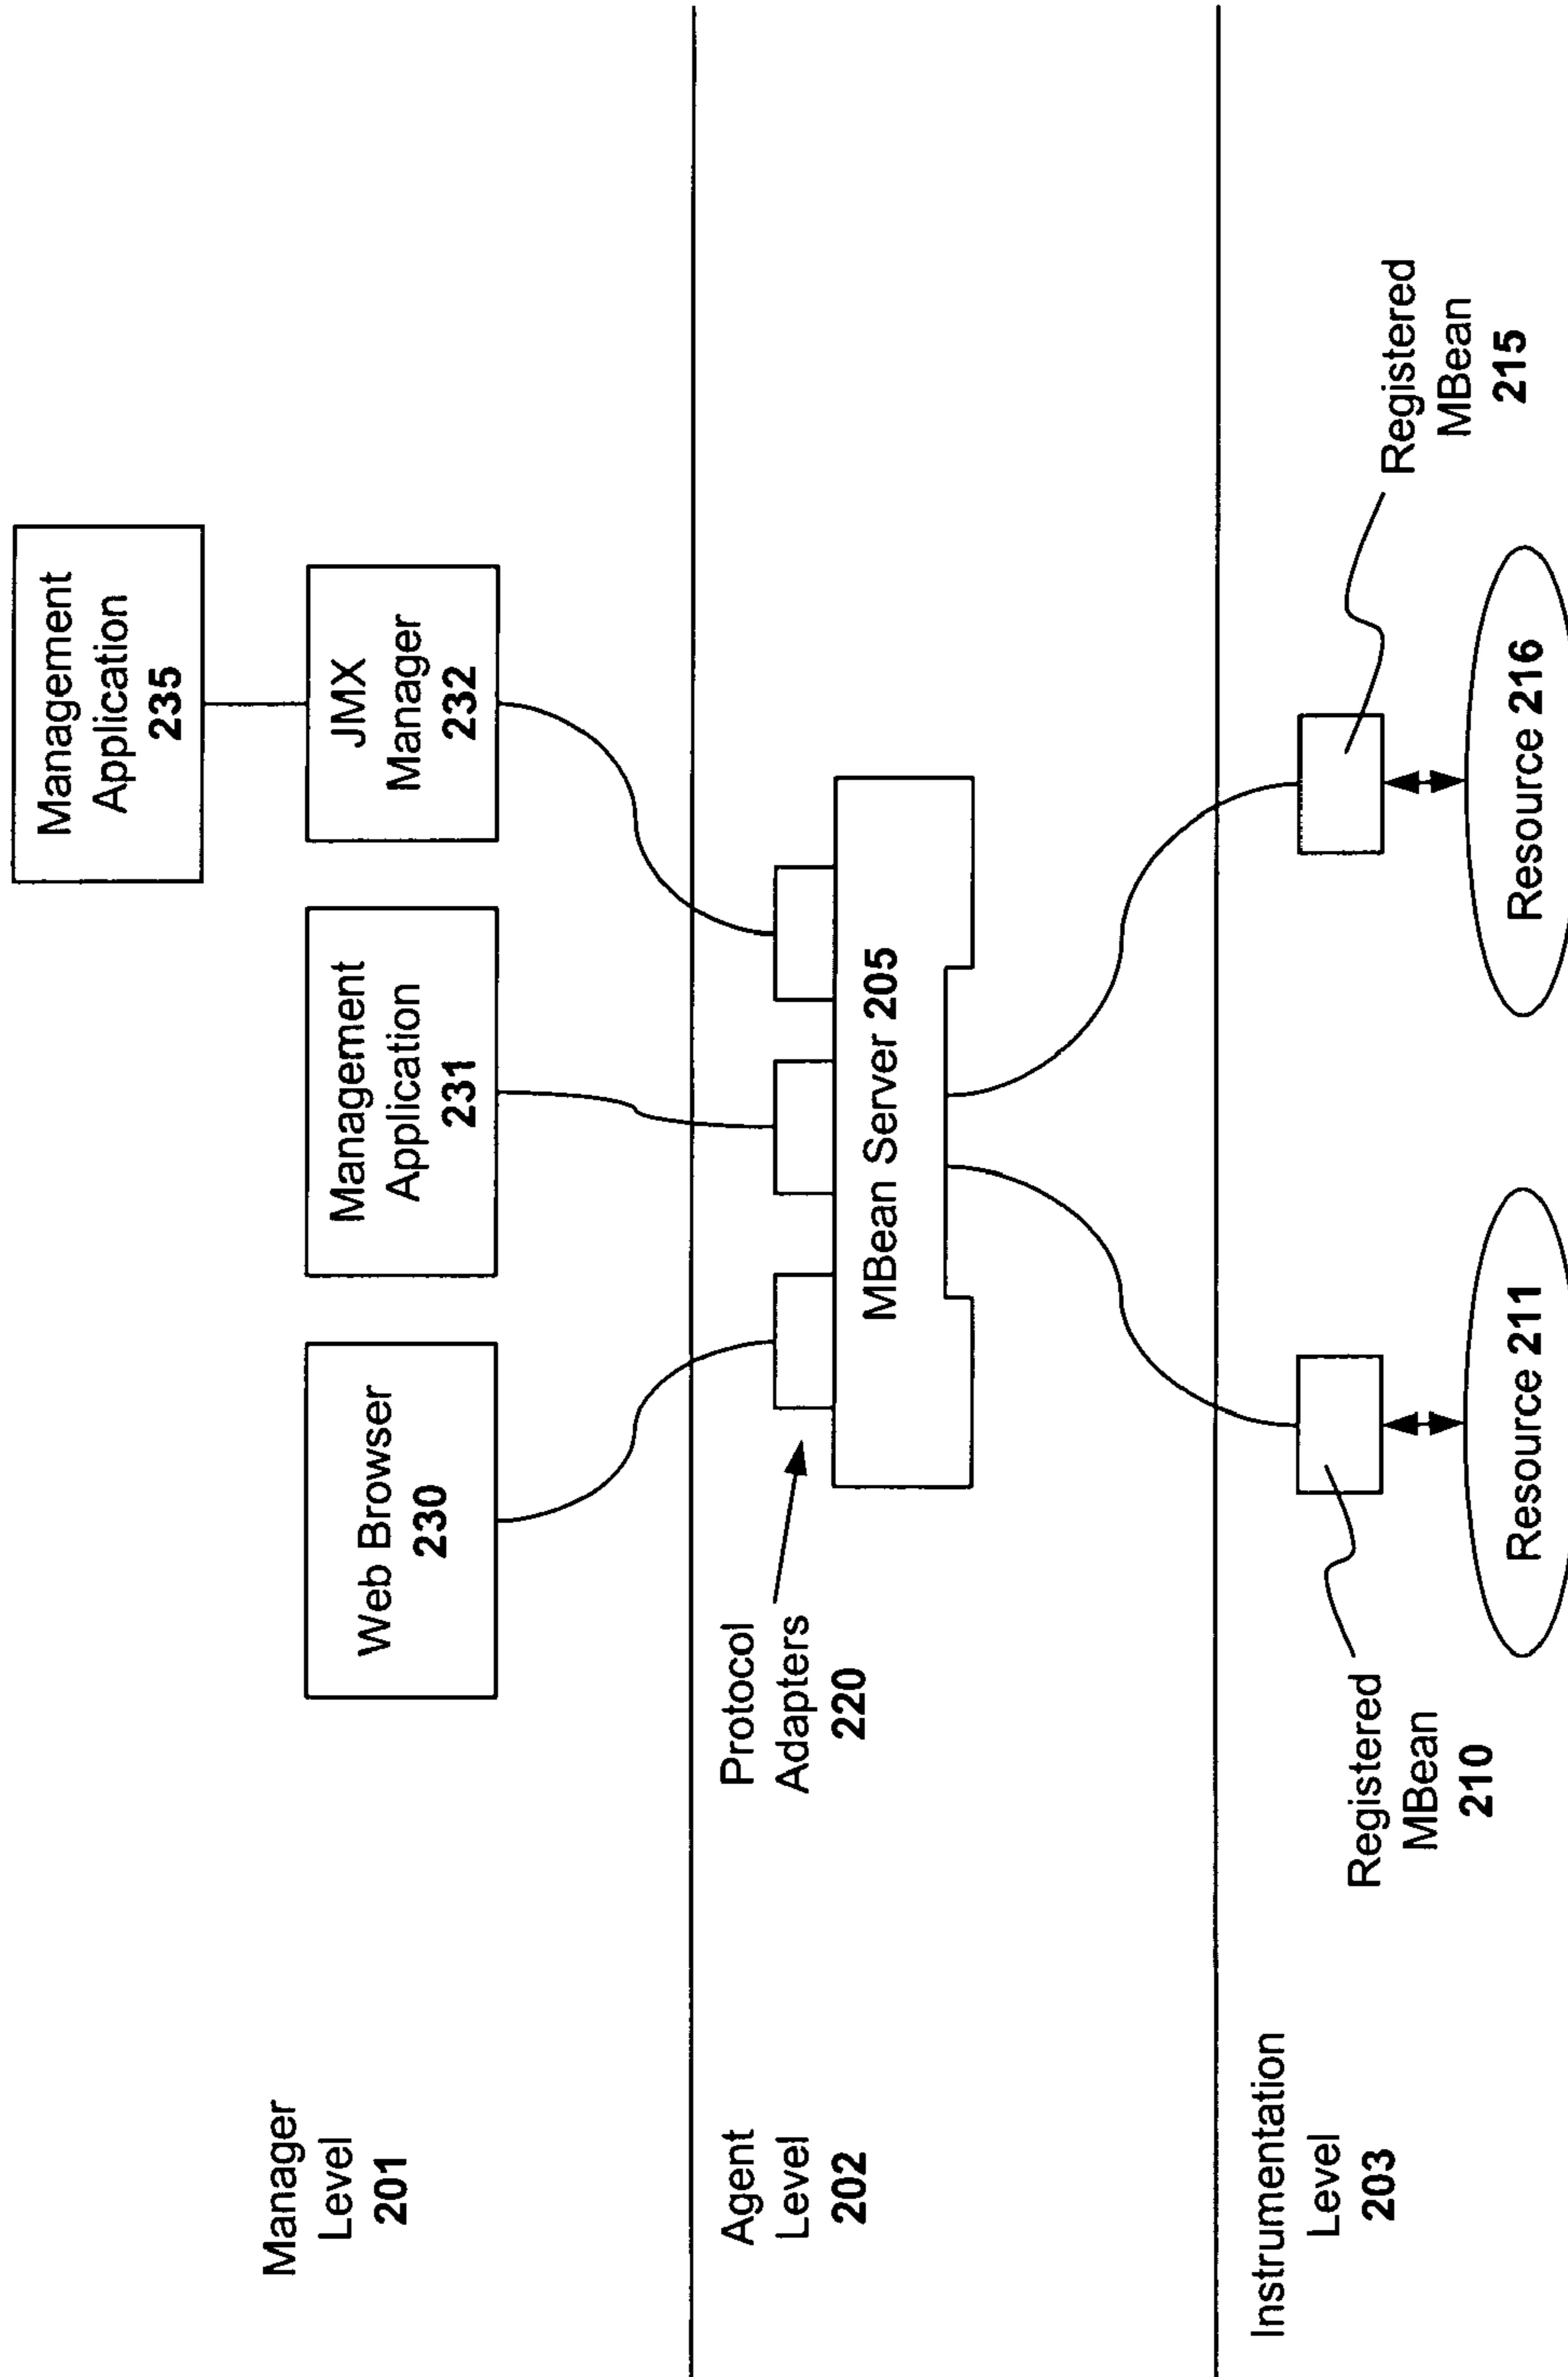 Manager
Level
201
Management
Application
235
Web Browser
230
Management
Application
231
JMX
Manager
232
Agent
Level
202
Protocol
Adapters
220
MBean Server 205
Instrumentation
Level
203
Registered
MBean
210
Registered
MBean
215
Resource 211
Resource 216